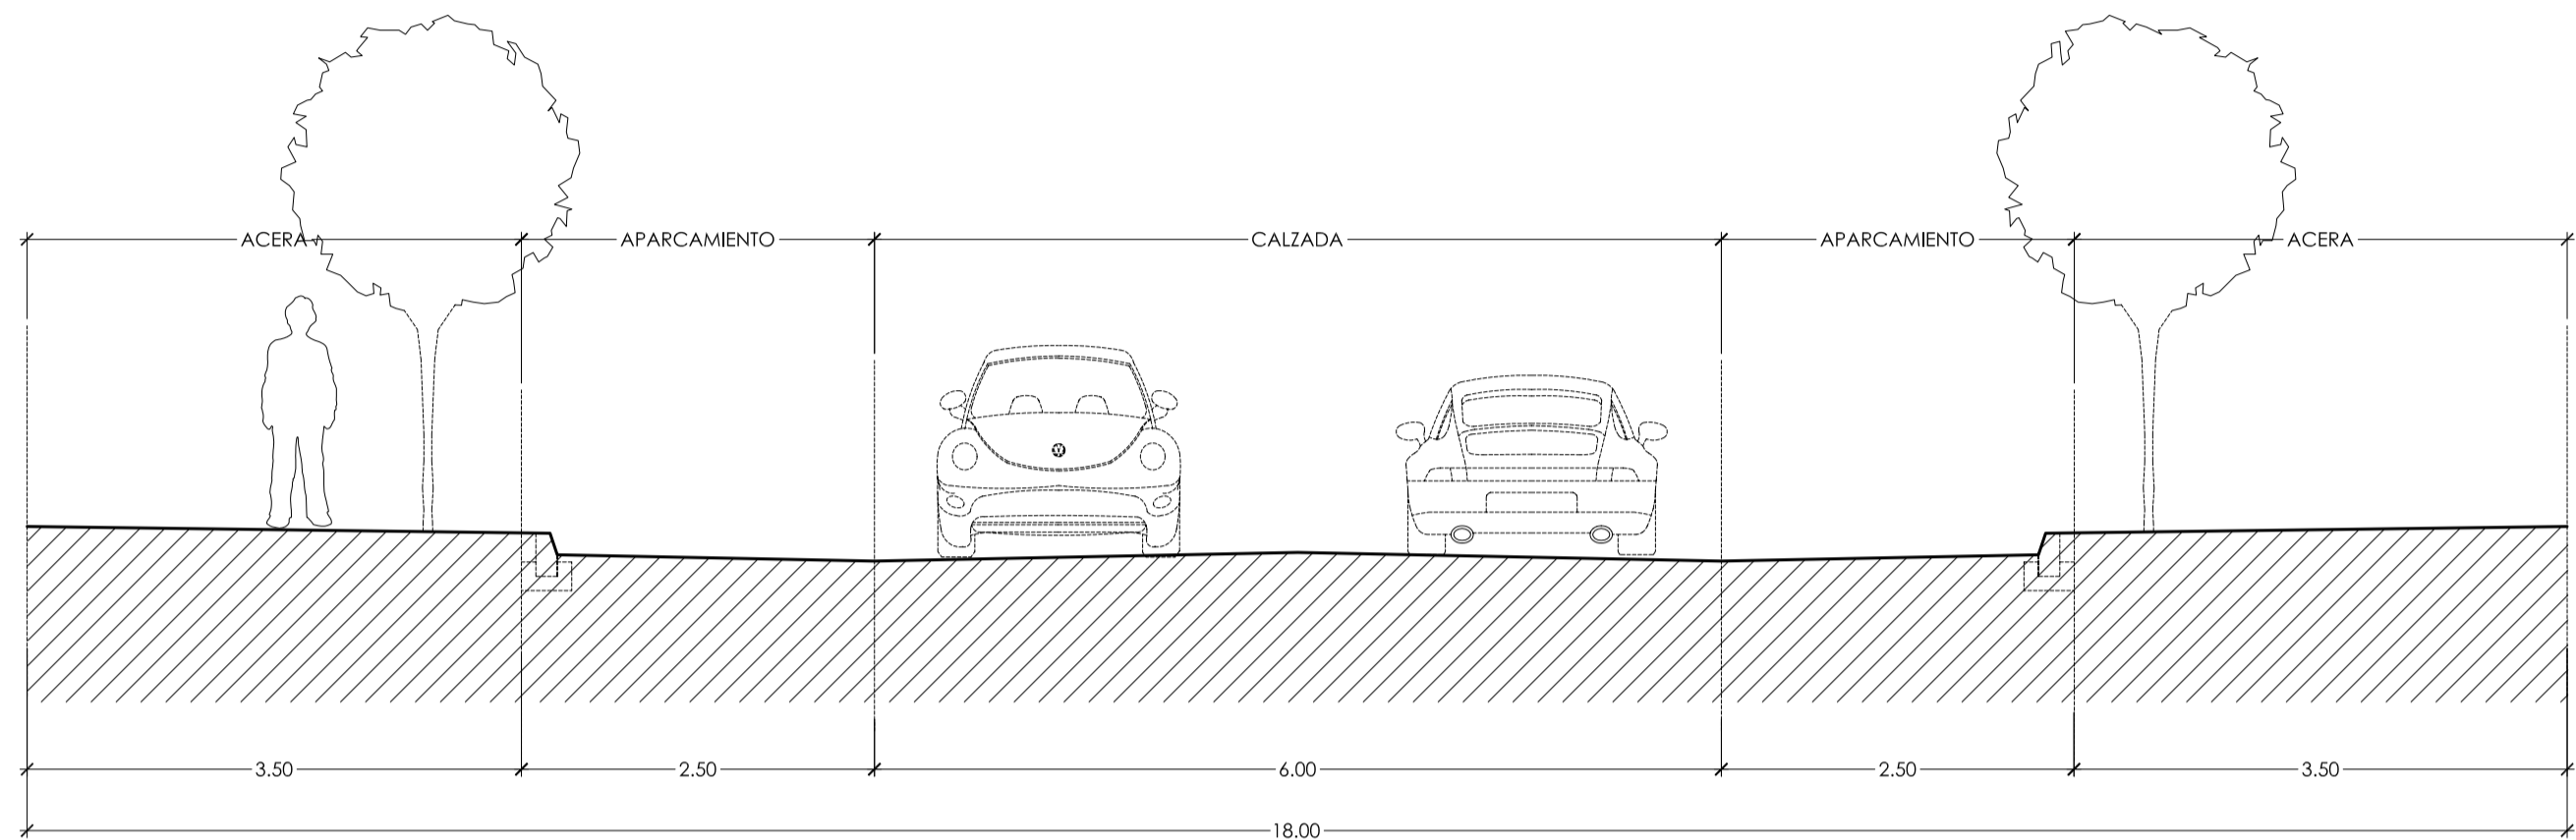 ACERA APARCAMIENTO CALZADA APARCAMIENTO ACERA
3.50 2.50 6.00 2.50 3.50
18.00